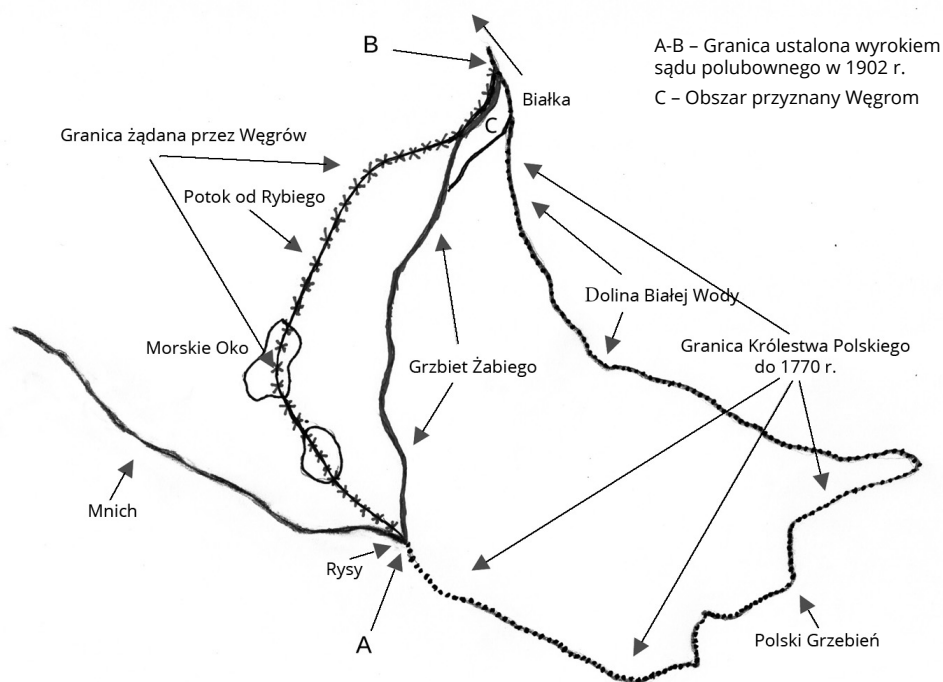 B
A-B – Granica ustalona wyrokiem
sądu polubownego w 1902 r.
C – Obszar przyznany Węgrom
Białka
C
Granica żądana przez Węgrów
Potok od Rybiego
Dolina Białej Wody
Morskie Oko
Grzbiet Żabiego
Granica Królestwa Polskiego
do 1770 r.
Mnich
Rysy
A
Polski Grzebień